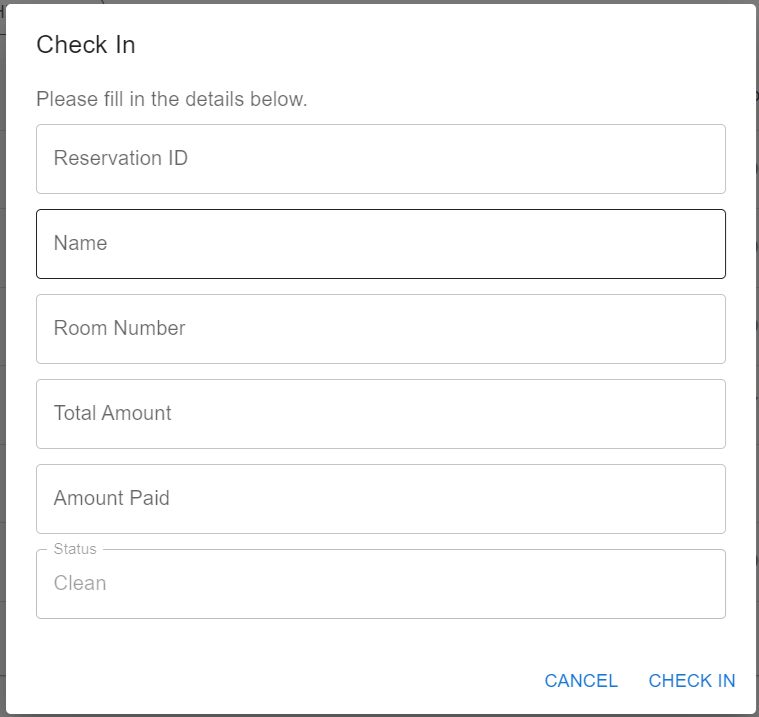 Check In
Please fill in the details below.
Reservation ID
Name
Room Number
Total Amount
Amount Paid
Status
Clean
CANCEL CHECK IN